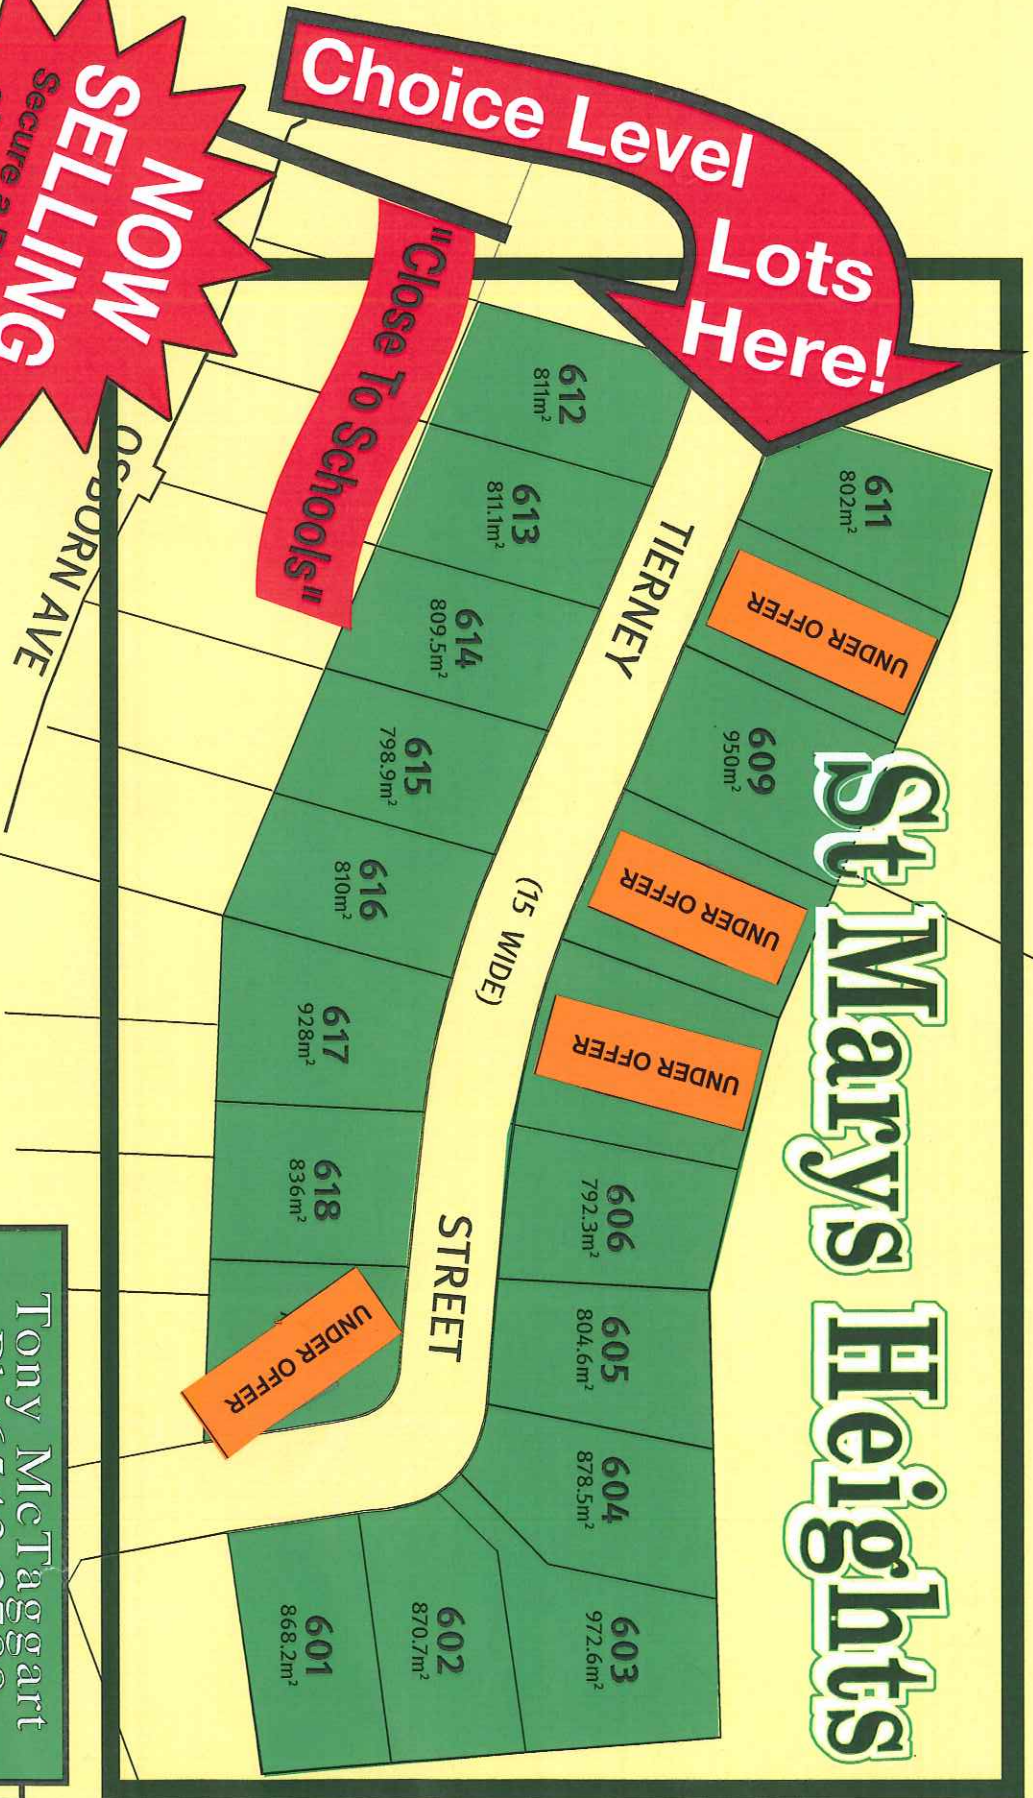 St Marys Heights
Choice Level
Lots
Here!
NOW
SELLING
Secure a
"Close To Schools"
OSBORN AVE
TIERNEY
(15 WIDE)
STREET
611
802m²
UNDER OFFER
609
950m²
UNDER OFFER
UNDER OFFER
606
792.3m²
605
804.6m²
604
878.5m²
603
972.6m²
602
870.7m²
601
868.2m²
612
811m²
613
811.1m²
614
809.5m²
615
798.9m²
616
810m²
617
928m²
618
836m²
UNDER OFFER
Tony McTaggart